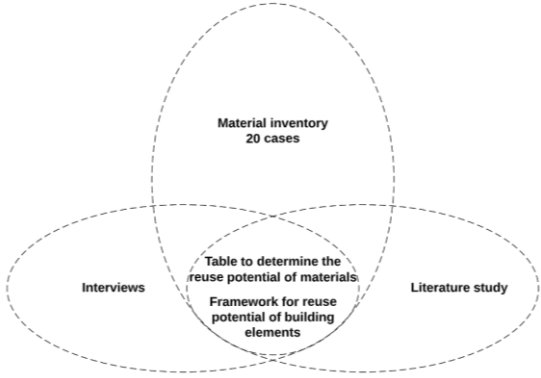 Material inventory
20 cases
Table to determine the
reuse potential of materials
Interviews
Literature study
Framework for reuse
potential of building
elements